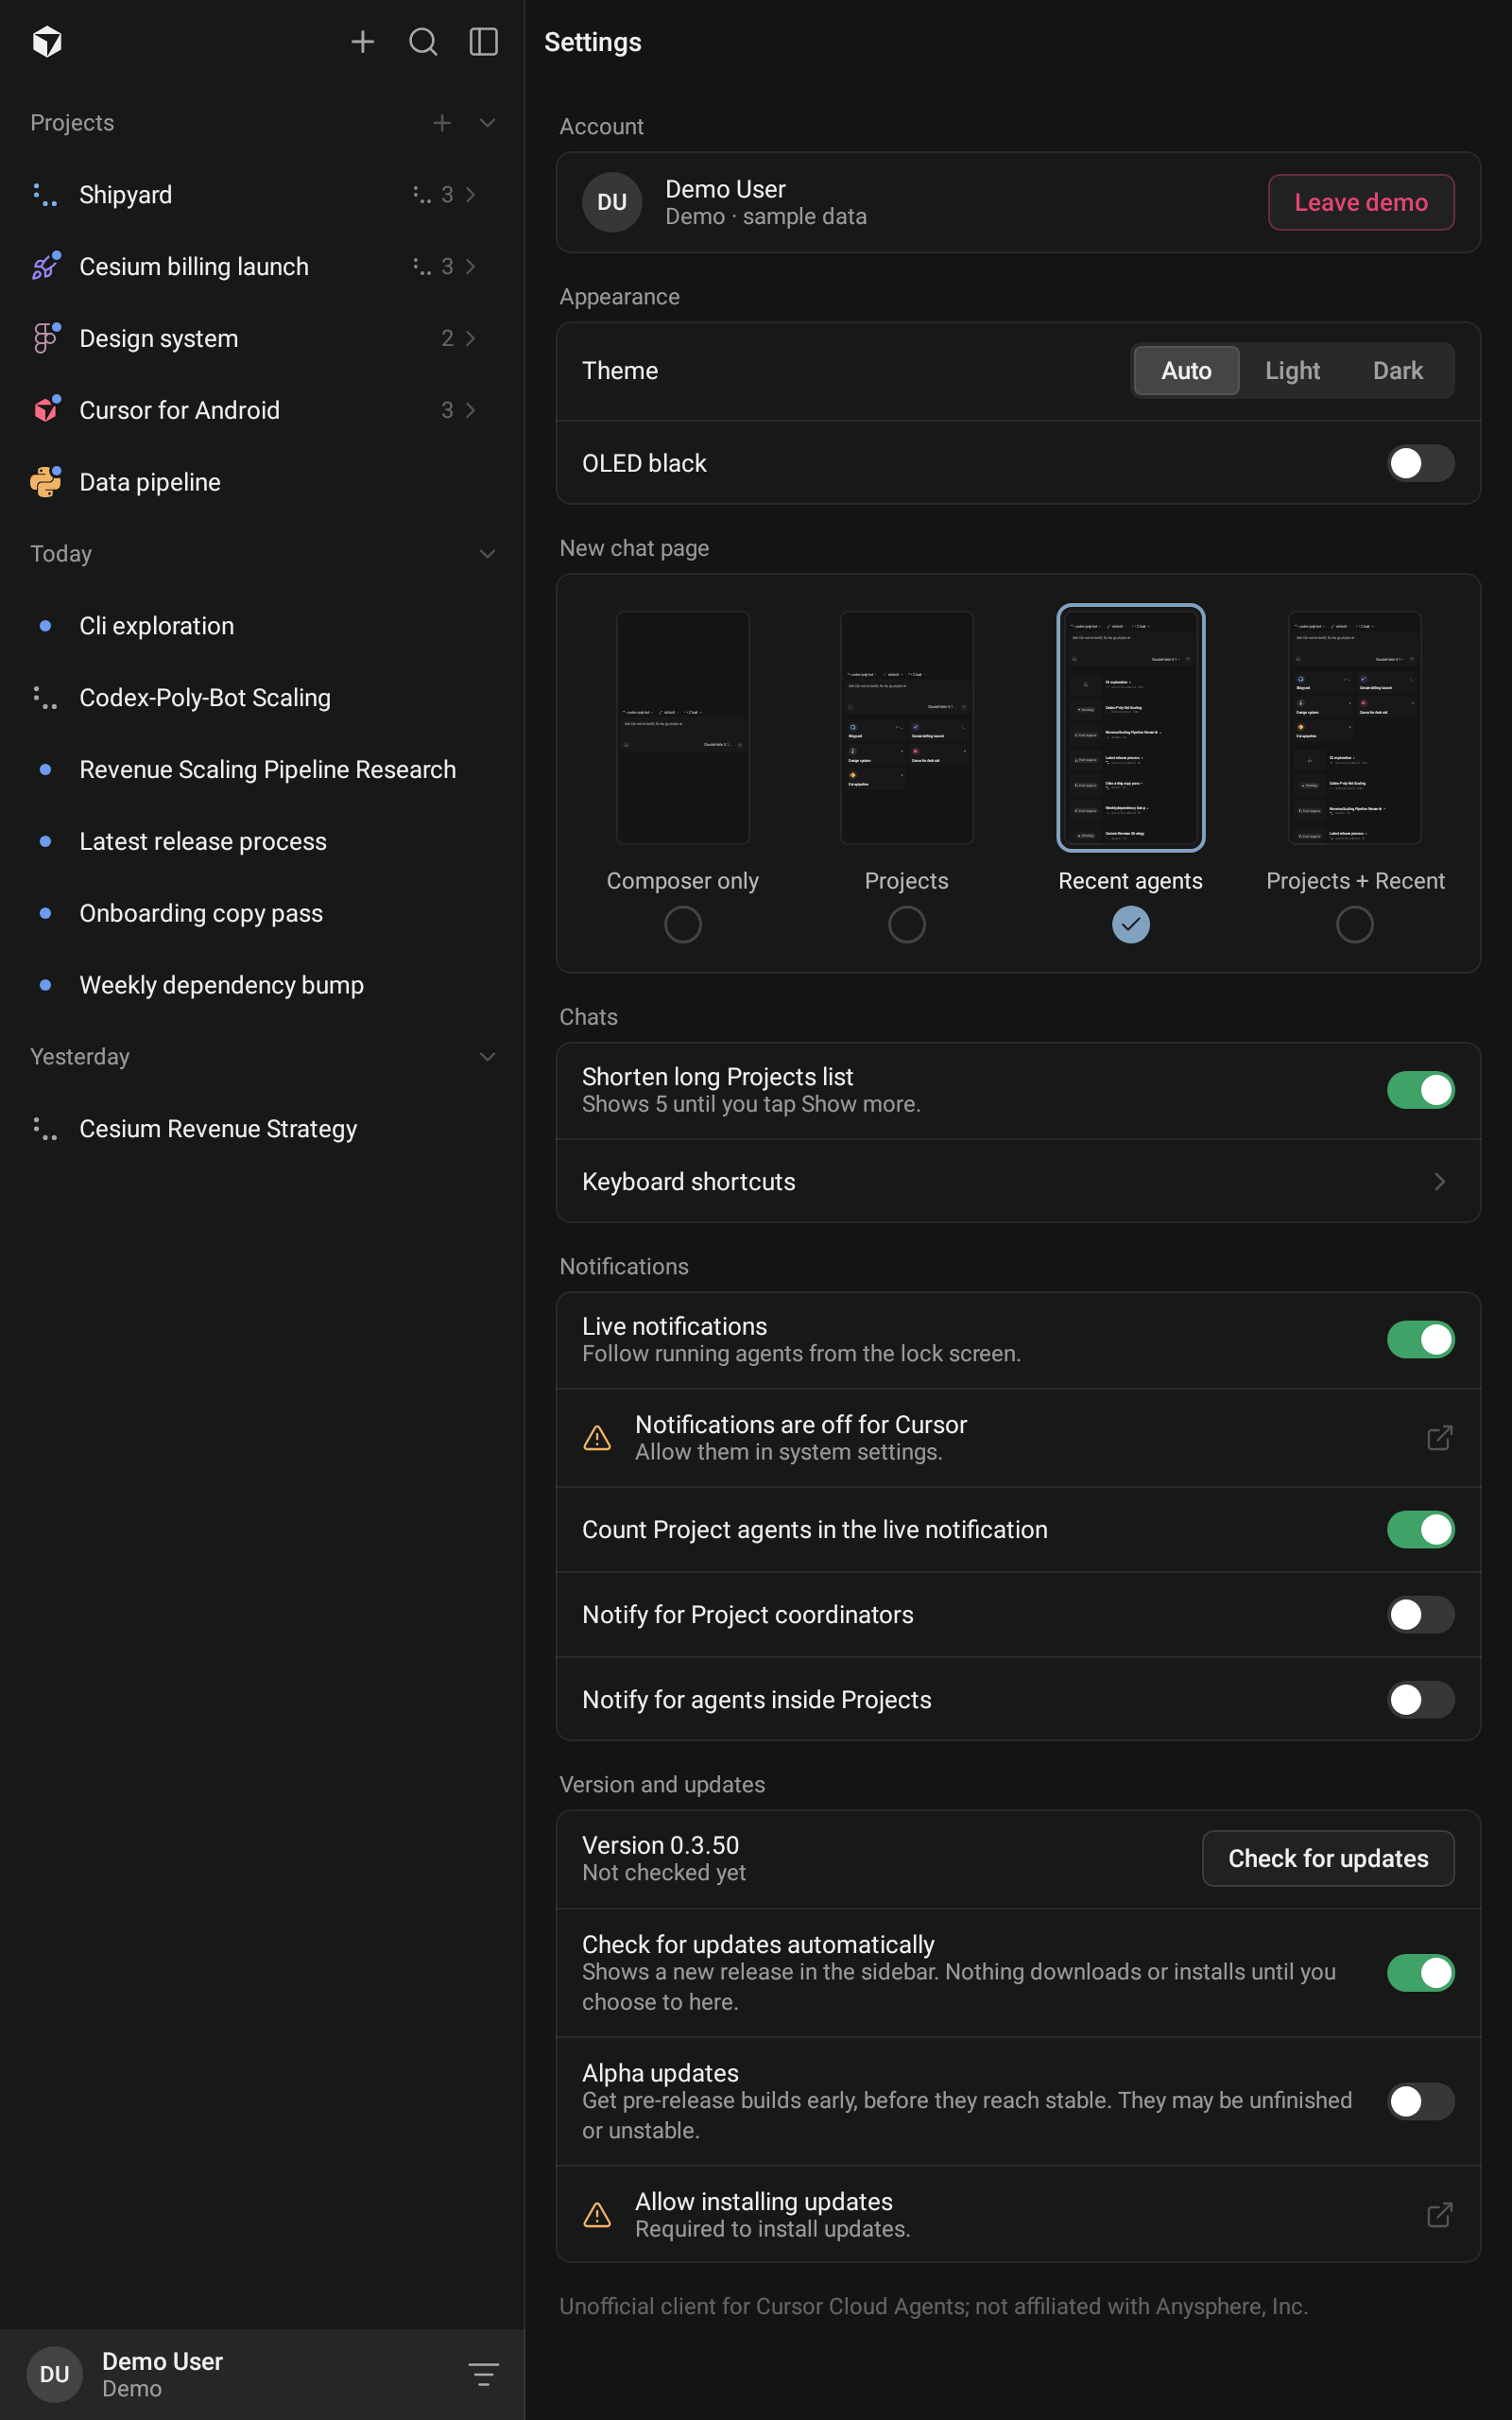 Settings
Projects
Shipyard
3
Cesium billing launch
3
Design system
2
Cursor for Android
3
Data pipeline
Today
Cli exploration
Codex-Poly-Bot Scaling
Revenue Scaling Pipeline Research
Latest release process
Onboarding copy pass
Weekly dependency bump
Yesterday
Cesium Revenue Strategy
DU
Demo User
Demo
Account
DU
Demo User
Demo · sample data
Leave demo
Appearance
Theme
Auto
Light
Dark
OLED black
New chat page
Composer only
Projects
Recent agents
Projects + Recent
Chats
Shorten long Projects list
Shows 5 until you tap Show more.
Keyboard shortcuts
Notifications
Live notifications
Follow running agents from the lock screen.
Notifications are off for Cursor
Allow them in system settings.
Count Project agents in the live notification
Notify for Project coordinators
Notify for agents inside Projects
Version and updates
Version 0.3.50
Not checked yet
Check for updates
Check for updates automatically
Shows a new release in the sidebar. Nothing downloads or installs until you
choose to here.
Alpha updates
Get pre-release builds early, before they reach stable. They may be unfinished
or unstable.
Allow installing updates
Required to install updates.
Unofficial client for Cursor Cloud Agents; not affiliated with Anysphere, Inc.